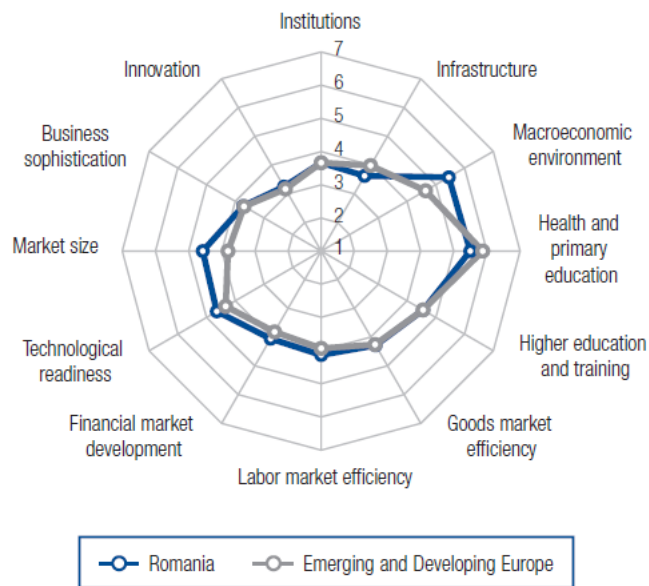 Institutions
7
6
5
4
3
2
1
Infrastructure
Macroeconomic
environment
Health and
primary
education
Higher education
and training
Goods market
efficiency
Labor market efficiency
Financial market
development
Technological
readiness
Market size
Business
sophistication
Innovation
Romania
Emerging and Developing Europe